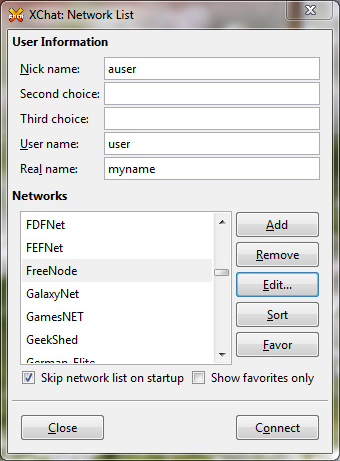 XChat: Network List
User Information
Nick name: auser
Second choice:
Third choice:
User name: user
Real name: myname
Networks
FDFNet
FEFNet
FreeNode
GalaxyNet
GamesNET
GeekShed
German-Elite
Add
Remove
Edit...
Sort
Favor
Skip network list on startup
Show favorites only
Close
Connect